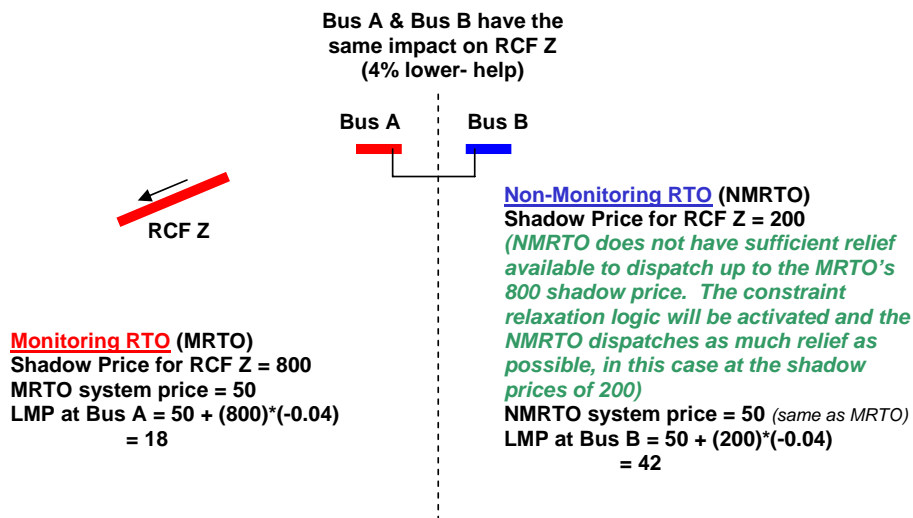 Bus A & Bus B have the
same impact on RCF Z
(4% lower- help)
Bus A
Bus B
RCF Z
Monitoring RTO (MRTO)
Shadow Price for RCF Z = 800
MRTO system price = 50
LMP at Bus A = 50 + (800)*(-0.04)
= 18
Non-Monitoring RTO (NMRTO)
Shadow Price for RCF Z = 200
(NMRTO does not have sufficient relief
available to dispatch up to the MRTO's
800 shadow price.  The constraint
relaxation logic will be activated and the
NMRTO dispatches as much relief as
possible, in this case at the shadow
prices of 200)
NMRTO system price = 50 (same as MRTO)
LMP at Bus B = 50 + (200)*(-0.04)
= 42